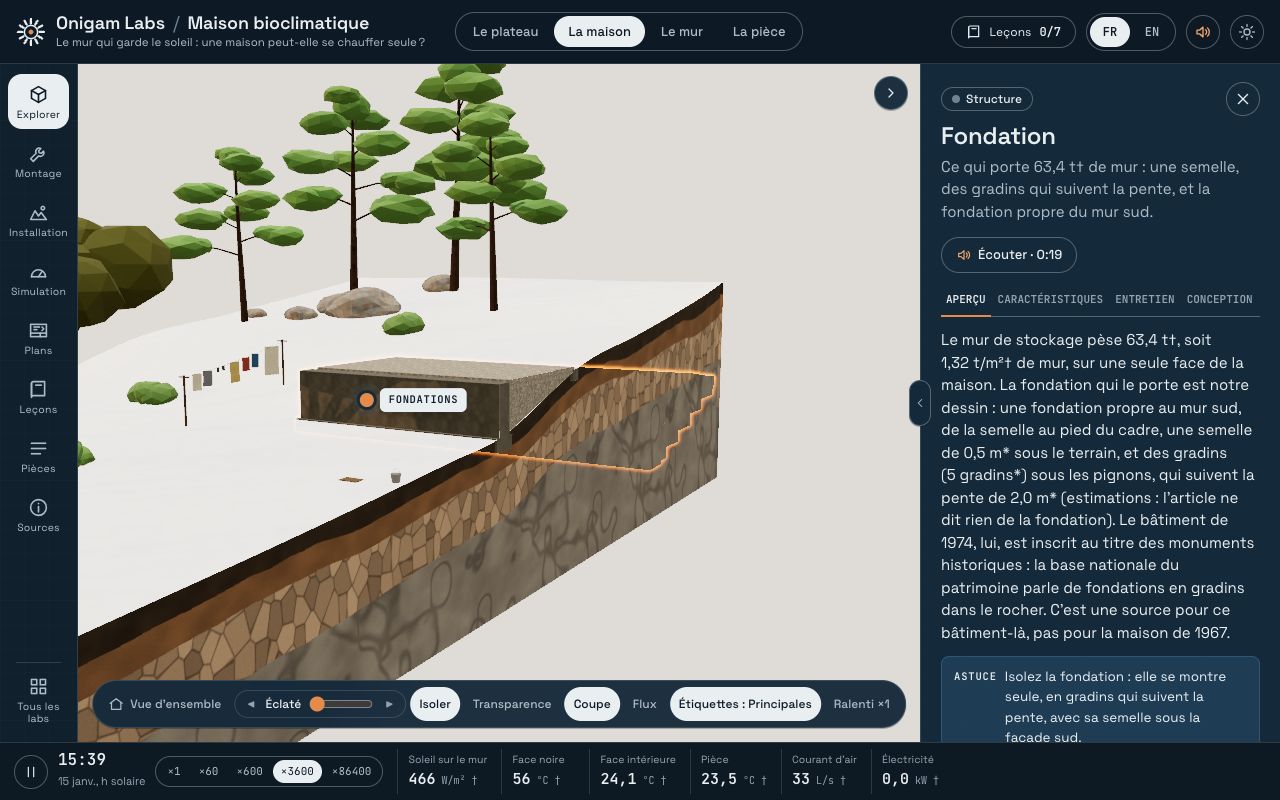 Onigam Labs / Maison bioclimatique
Le mur qui garde le soleil : une maison peut-elle se chauffer seule ?
Le plateau
La maison
Le mur
La pièce
Leçons 0/7
FR
EN
Explorer
Montage
Installation
Simulation
Plans
Leçons
Pièces
Sources
Tous les
labs
FONDATIONS
Structure
Fondation
Ce qui porte 63,4 t† de mur : une semelle,
des gradins qui suivent la pente, et la
fondation propre du mur sud.
Écouter · 0:19
APERÇU
CARACTÉRISTIQUES
ENTRETIEN
CONCEPTION
Le mur de stockage pèse 63,4 t†, soit
1,32 t/m²† de mur, sur une seule face de la
maison. La fondation qui le porte est notre
dessin : une fondation propre au mur sud,
de la semelle au pied du cadre, une semelle
de 0,5 m* sous le terrain, et des gradins
(5 gradins*) sous les pignons, qui suivent la
pente de 2,0 m* (estimations : l'article ne
dit rien de la fondation). Le bâtiment de
1974, lui, est inscrit au titre des monuments
historiques : la base nationale du
patrimoine parle de fondations en gradins
dans le rocher. C'est une source pour ce
bâtiment-là, pas pour la maison de 1967.
ASTUCE
Isolez la fondation : elle se montre
seule, en gradins qui suivent la
pente, avec sa semelle sous la
façade sud.
Vue d'ensemble
Éclaté
Isoler
Transparence
Coupe
Flux
Étiquettes : Principales
Ralenti ×1
15:39
15 janv., h solaire
×1
×60
×600
×3600
×86400
Soleil sur le mur
466 W/m² †
Face noire
56 °C †
Face intérieure
24,1 °C †
Pièce
23,5 °C †
Courant d'air
33 L/s †
Électricité
0,0 kW †